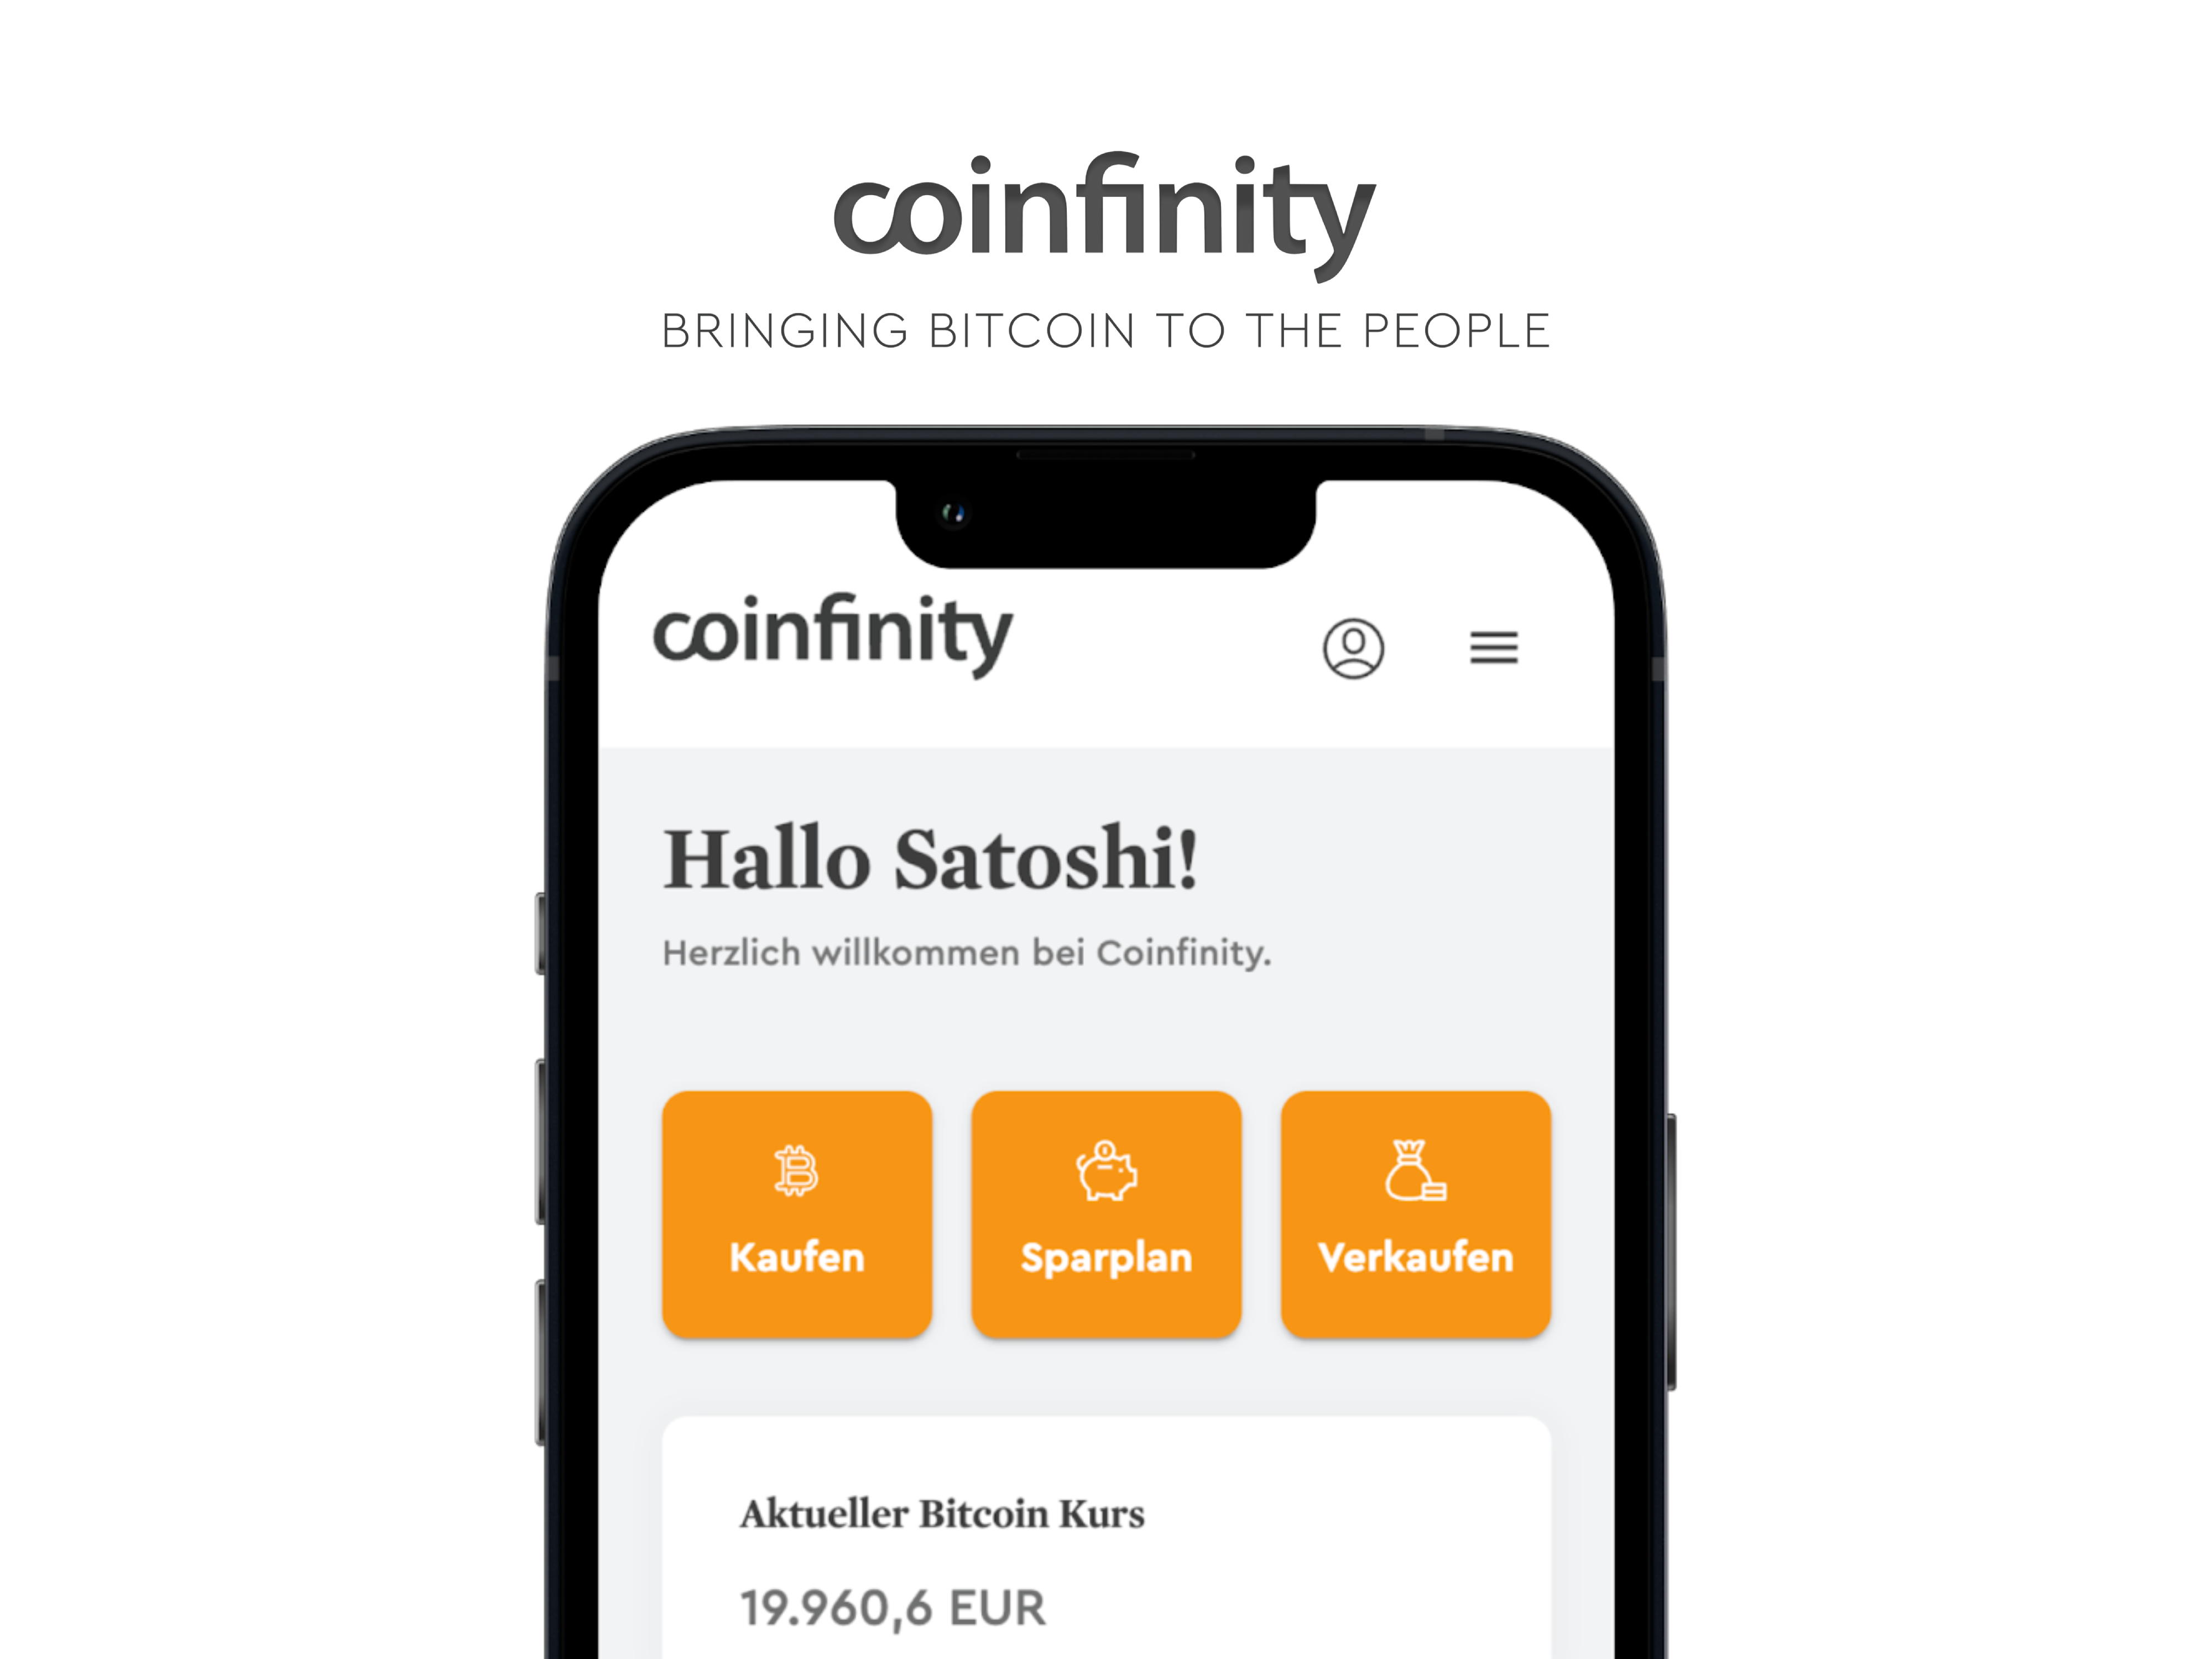 coinfinity
BRINGING BITCOIN TO THE PEOPLE
coinfinity
Hallo Satoshi!
Herzlich willkommen bei Coinfinity.
Kaufen
Sparplan
Verkaufen
Aktueller Bitcoin Kurs
19.960,6 EUR